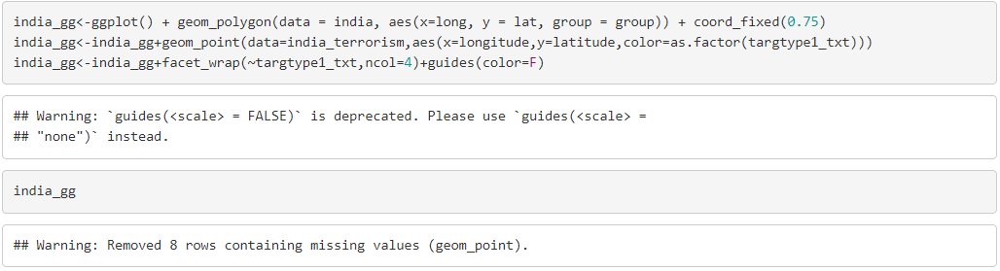 india_gg<-ggplot() + geom_polygon(data = india, aes(x=long, y = lat, group = group)) + coord_fixed(0.75)
india_gg<-india_gg+geom_point(data=india_terrorism,aes(x=longitude,y=latitude,color=as.factor(targtype1_txt)))
india_gg<-india_gg+facet_wrap(~targtype1_txt,ncol=4)+guides(color=F)
## Warning: `guides(<scale> = FALSE)` is deprecated. Please use `guides(<scale> =
## "none")` instead.
india_gg
## Warning: Removed 8 rows containing missing values (geom_point).